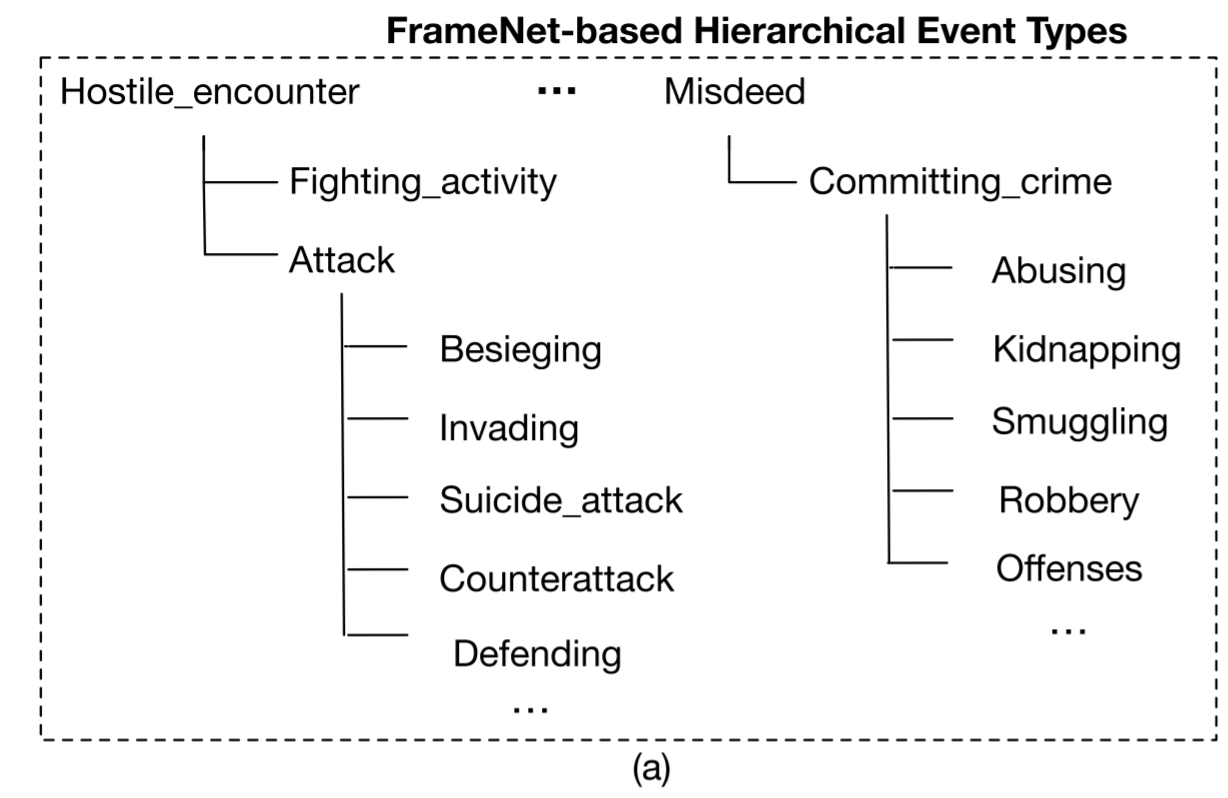 FrameNet-based Hierarchical Event Types
Hostile_encounter
...
Misdeed
Fighting_activity
Attack
Besieging
Invading
Suicide_attack
Counterattack
Defending
...
Committing_crime
Abusing
Kidnapping
Smuggling
Robbery
Offenses
...
(a)